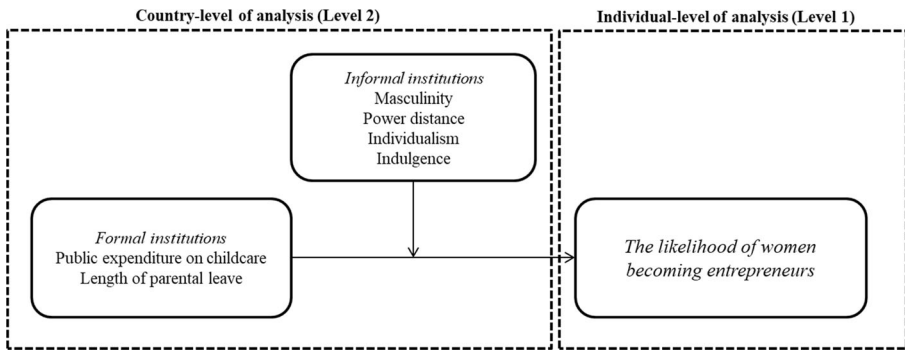 Country-level of analysis (Level 2)
Individual-level of analysis (Level 1)
Informal institutions
Masculinity
Power distance
Individualism
Indulgence
Formal institutions
Public expenditure on childcare
Length of parental leave
The likelihood of women
becoming entrepreneurs